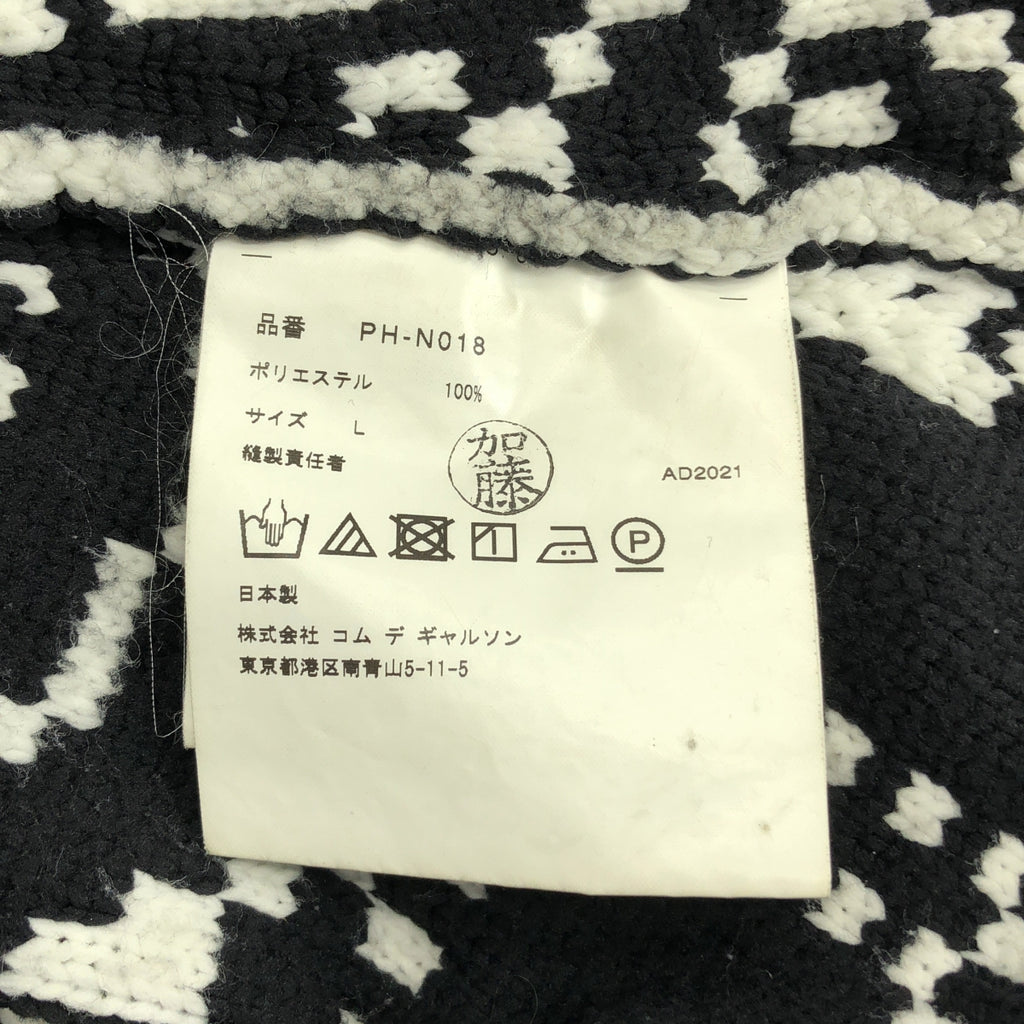 品番 PH-N018
ポリエステル 100%
サイズ L
縫製責任者 加藤 AD2021
P
日本製
株式会社 コム デ ギャルソン
東京都港区南青山5-11-5